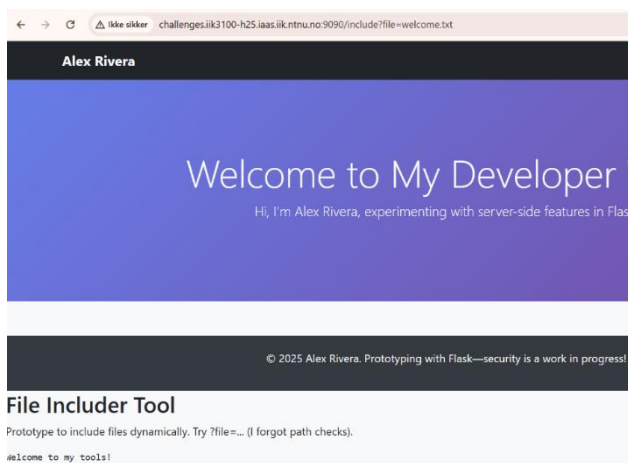 Ikke sikker challenges.iik3100-h25.iaas.iik.ntnu.no:9090/include?file=welcome.txt
Alex Rivera
Welcome to My Developer
Hi, I'm Alex Rivera, experimenting with server-side features in Flas
© 2025 Alex Rivera. Prototyping with Flask—security is a work in progress!
File Includer Tool
Prototype to include files dynamically. Try ?file=... (I forgot path checks).
Welcome to my tools!